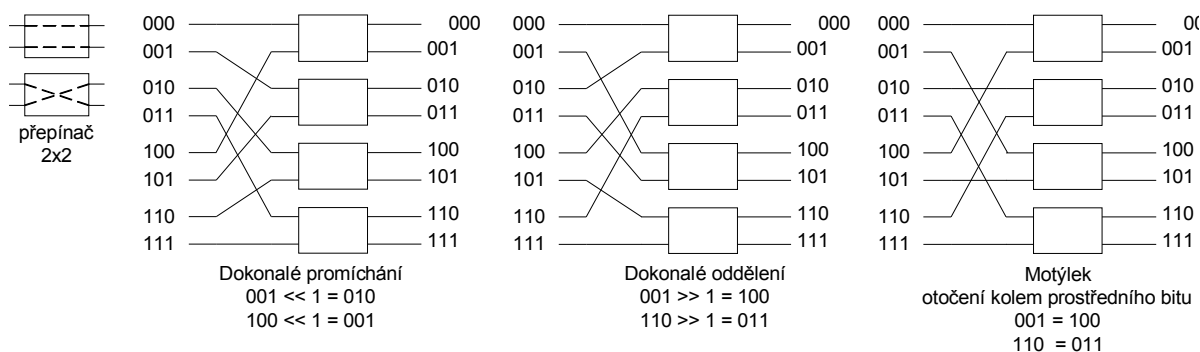 přepínač
2x2
000 000
001 001
010 010
011 011
100 100
101 101
110 110
111 111
Dokonalé promíchání
001 << 1 = 010
100 << 1 = 001
000 000
001 001
010 010
011 011
100 100
101 101
110 110
111 111
Dokonalé oddělení
001 >> 1 = 100
110 >> 1 = 011
000 00
001 001
010 010
011 011
100 100
101 101
110 110
111 111
Motýlek
otočení kolem prostředního bitu
001 = 100
110 = 011